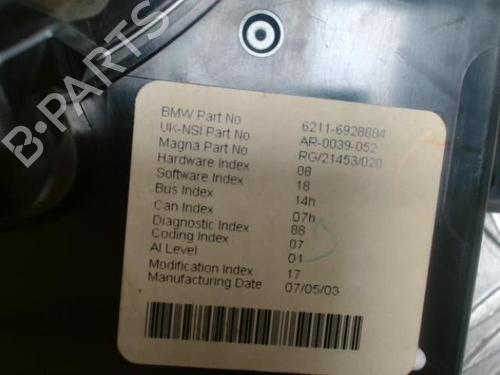 B-PARTS
BMW Part No 6211-6928884
UK-NSI Part No AR-0039-052
Magna Part No RG/21453/020
Hardware Index 08
Software Index 18
Bus Index 14h
Can Index 07h
Diagnostic Index 88
Coding Index 07
AI Level 01
Modification Index 17
Manufacturing Date 07/05/03